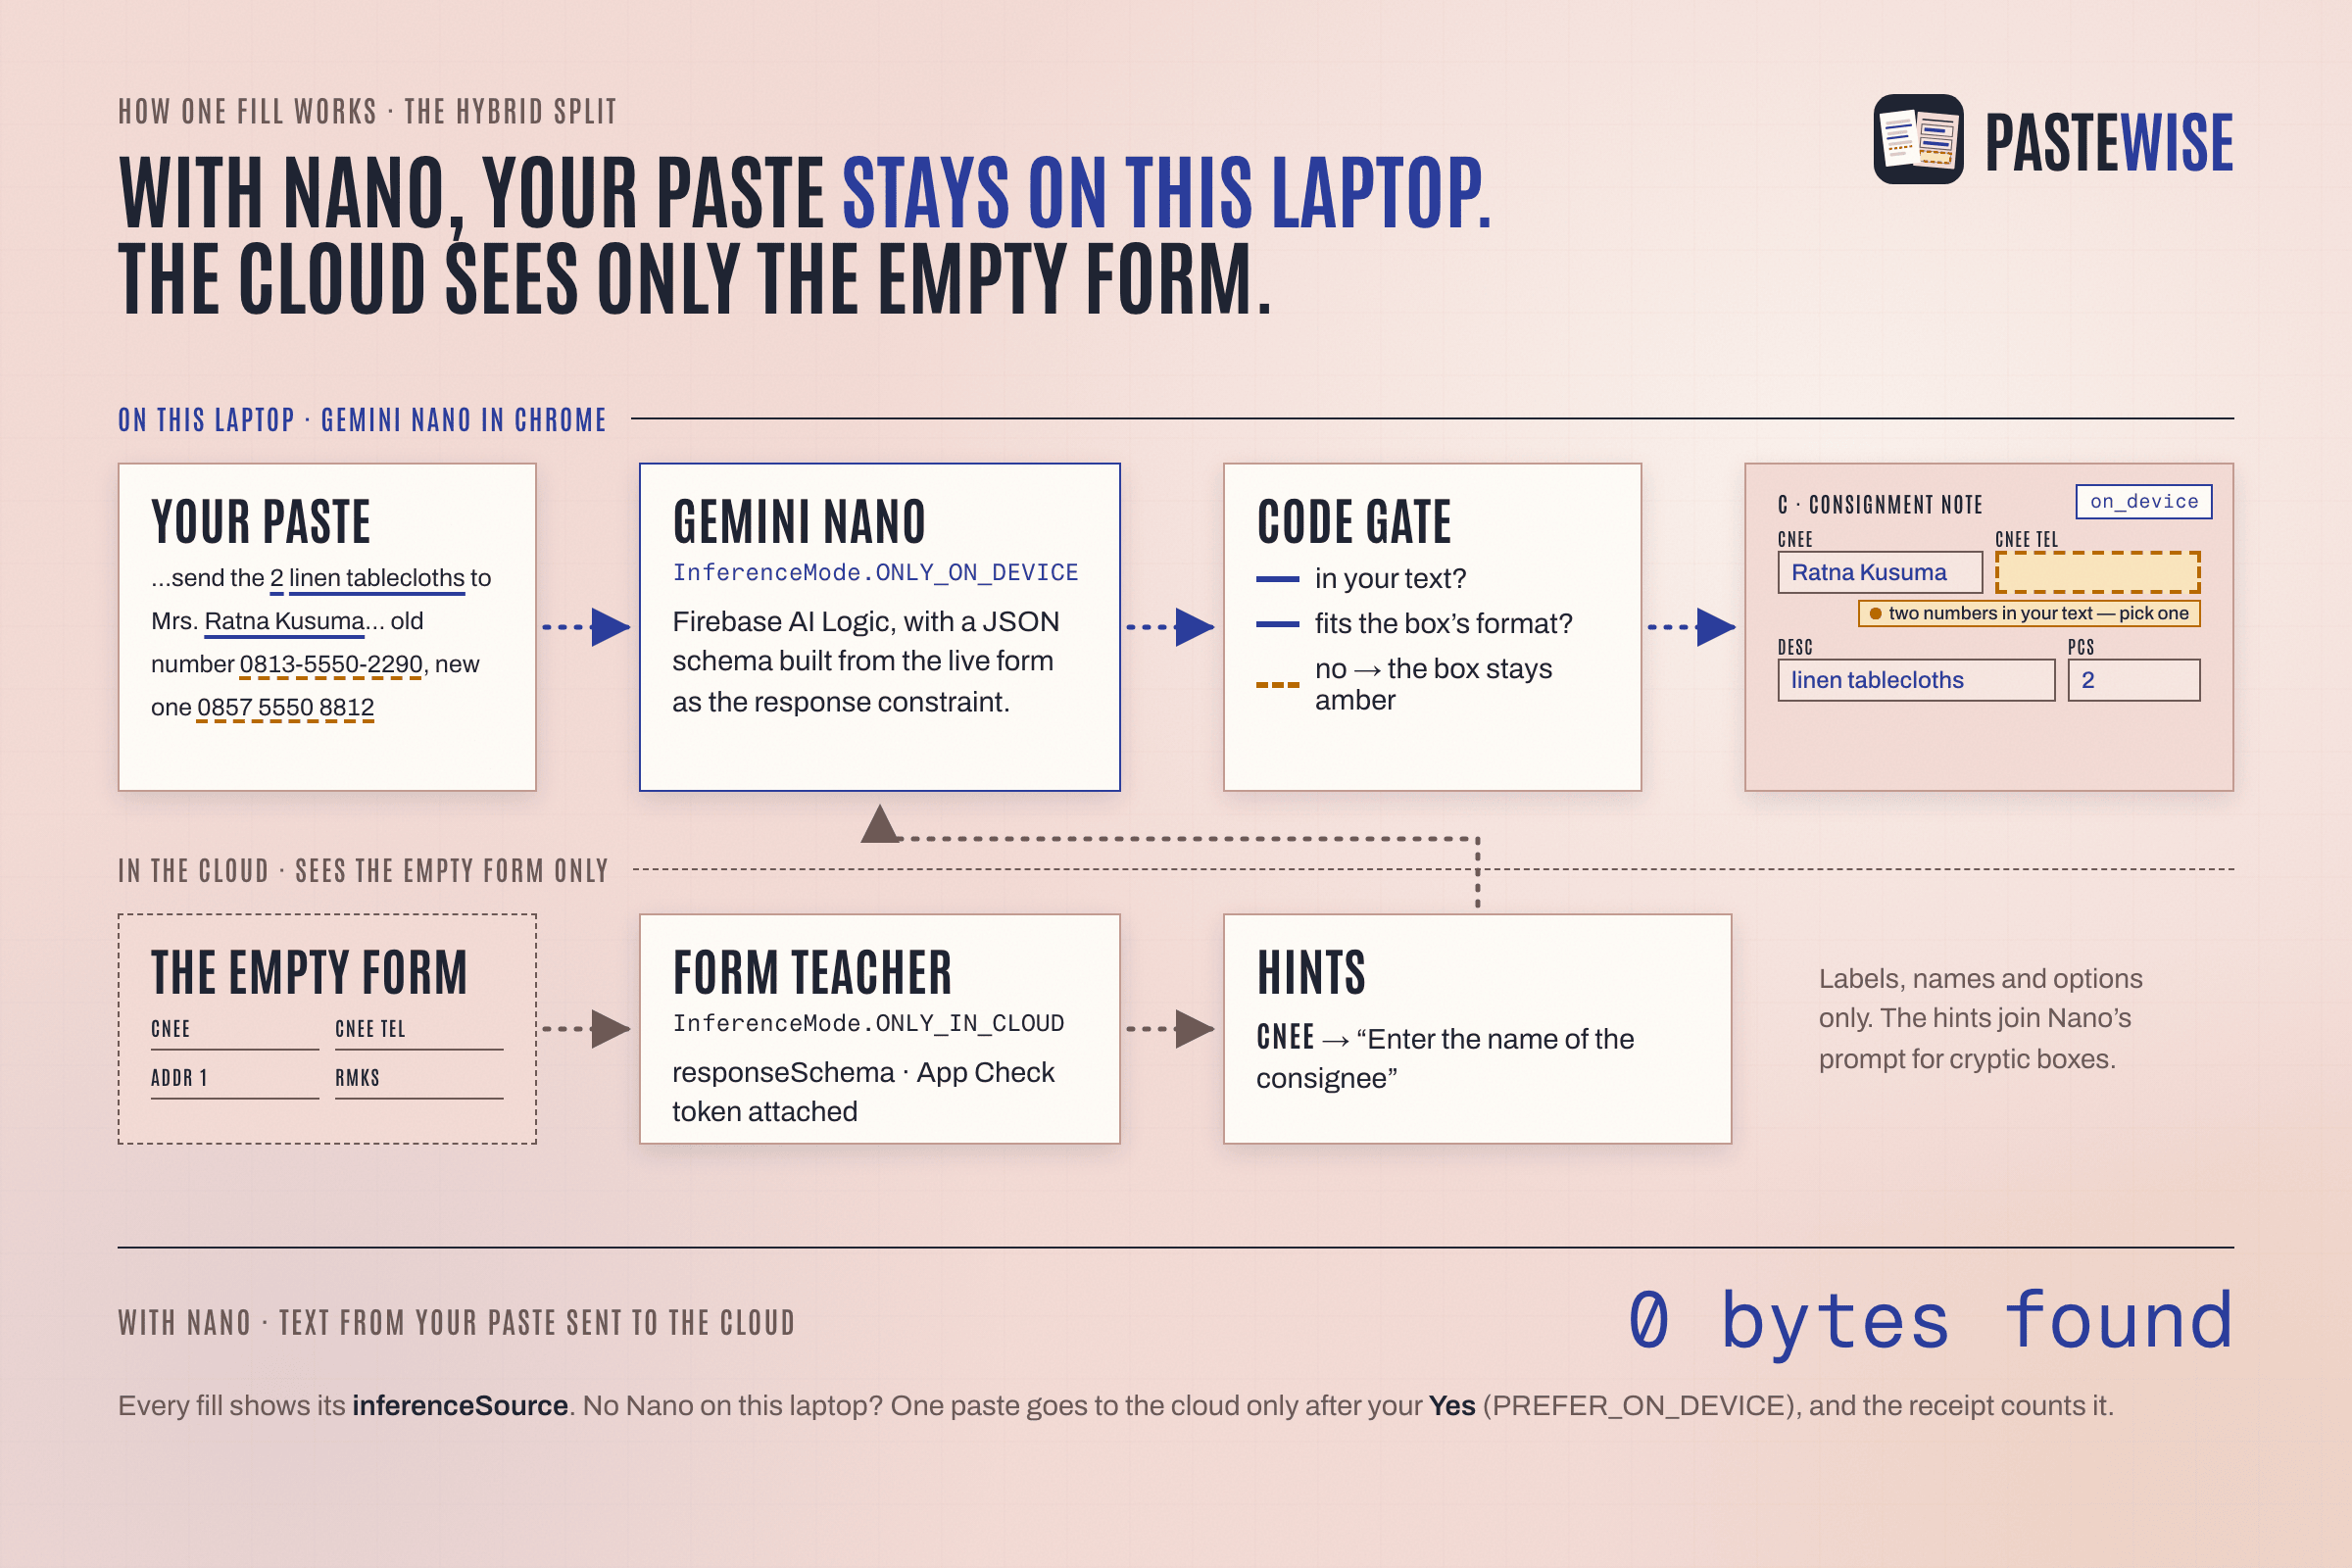 HOW ONE FILL WORKS · THE HYBRID SPLIT
PASTEWISE
WITH NANO, YOUR PASTE STAYS ON THIS LAPTOP.
THE CLOUD SEES ONLY THE EMPTY FORM.
ON THIS LAPTOP · GEMINI NANO IN CHROME
YOUR PASTE
...send the 2 linen tablecloths to
Mrs. Ratna Kusuma... old
number 0813-5550-2290, new
one 0857 5550 8812
GEMINI NANO
InferenceMode.ONLY_ON_DEVICE
Firebase AI Logic, with a JSON
schema built from the live form
as the response constraint.
CODE GATE
in your text?
fits the box’s format?
no → the box stays
amber
C · CONSIGNMENT NOTE
on_device
CNEE
CNEE TEL
Ratna Kusuma
two numbers in your text — pick one
DESC
PCS
linen tablecloths
2
IN THE CLOUD · SEES THE EMPTY FORM ONLY
THE EMPTY FORM
CNEE
CNEE TEL
ADDR 1
RMKS
FORM TEACHER
InferenceMode.ONLY_IN_CLOUD
responseSchema · App Check
token attached
HINTS
CNEE → “Enter the name of the
consignee”
Labels, names and options
only. The hints join Nano’s
prompt for cryptic boxes.
WITH NANO · TEXT FROM YOUR PASTE SENT TO THE CLOUD
0 bytes found
Every fill shows its inferenceSource. No Nano on this laptop? One paste goes to the cloud only after your Yes (PREFER_ON_DEVICE), and the receipt counts it.